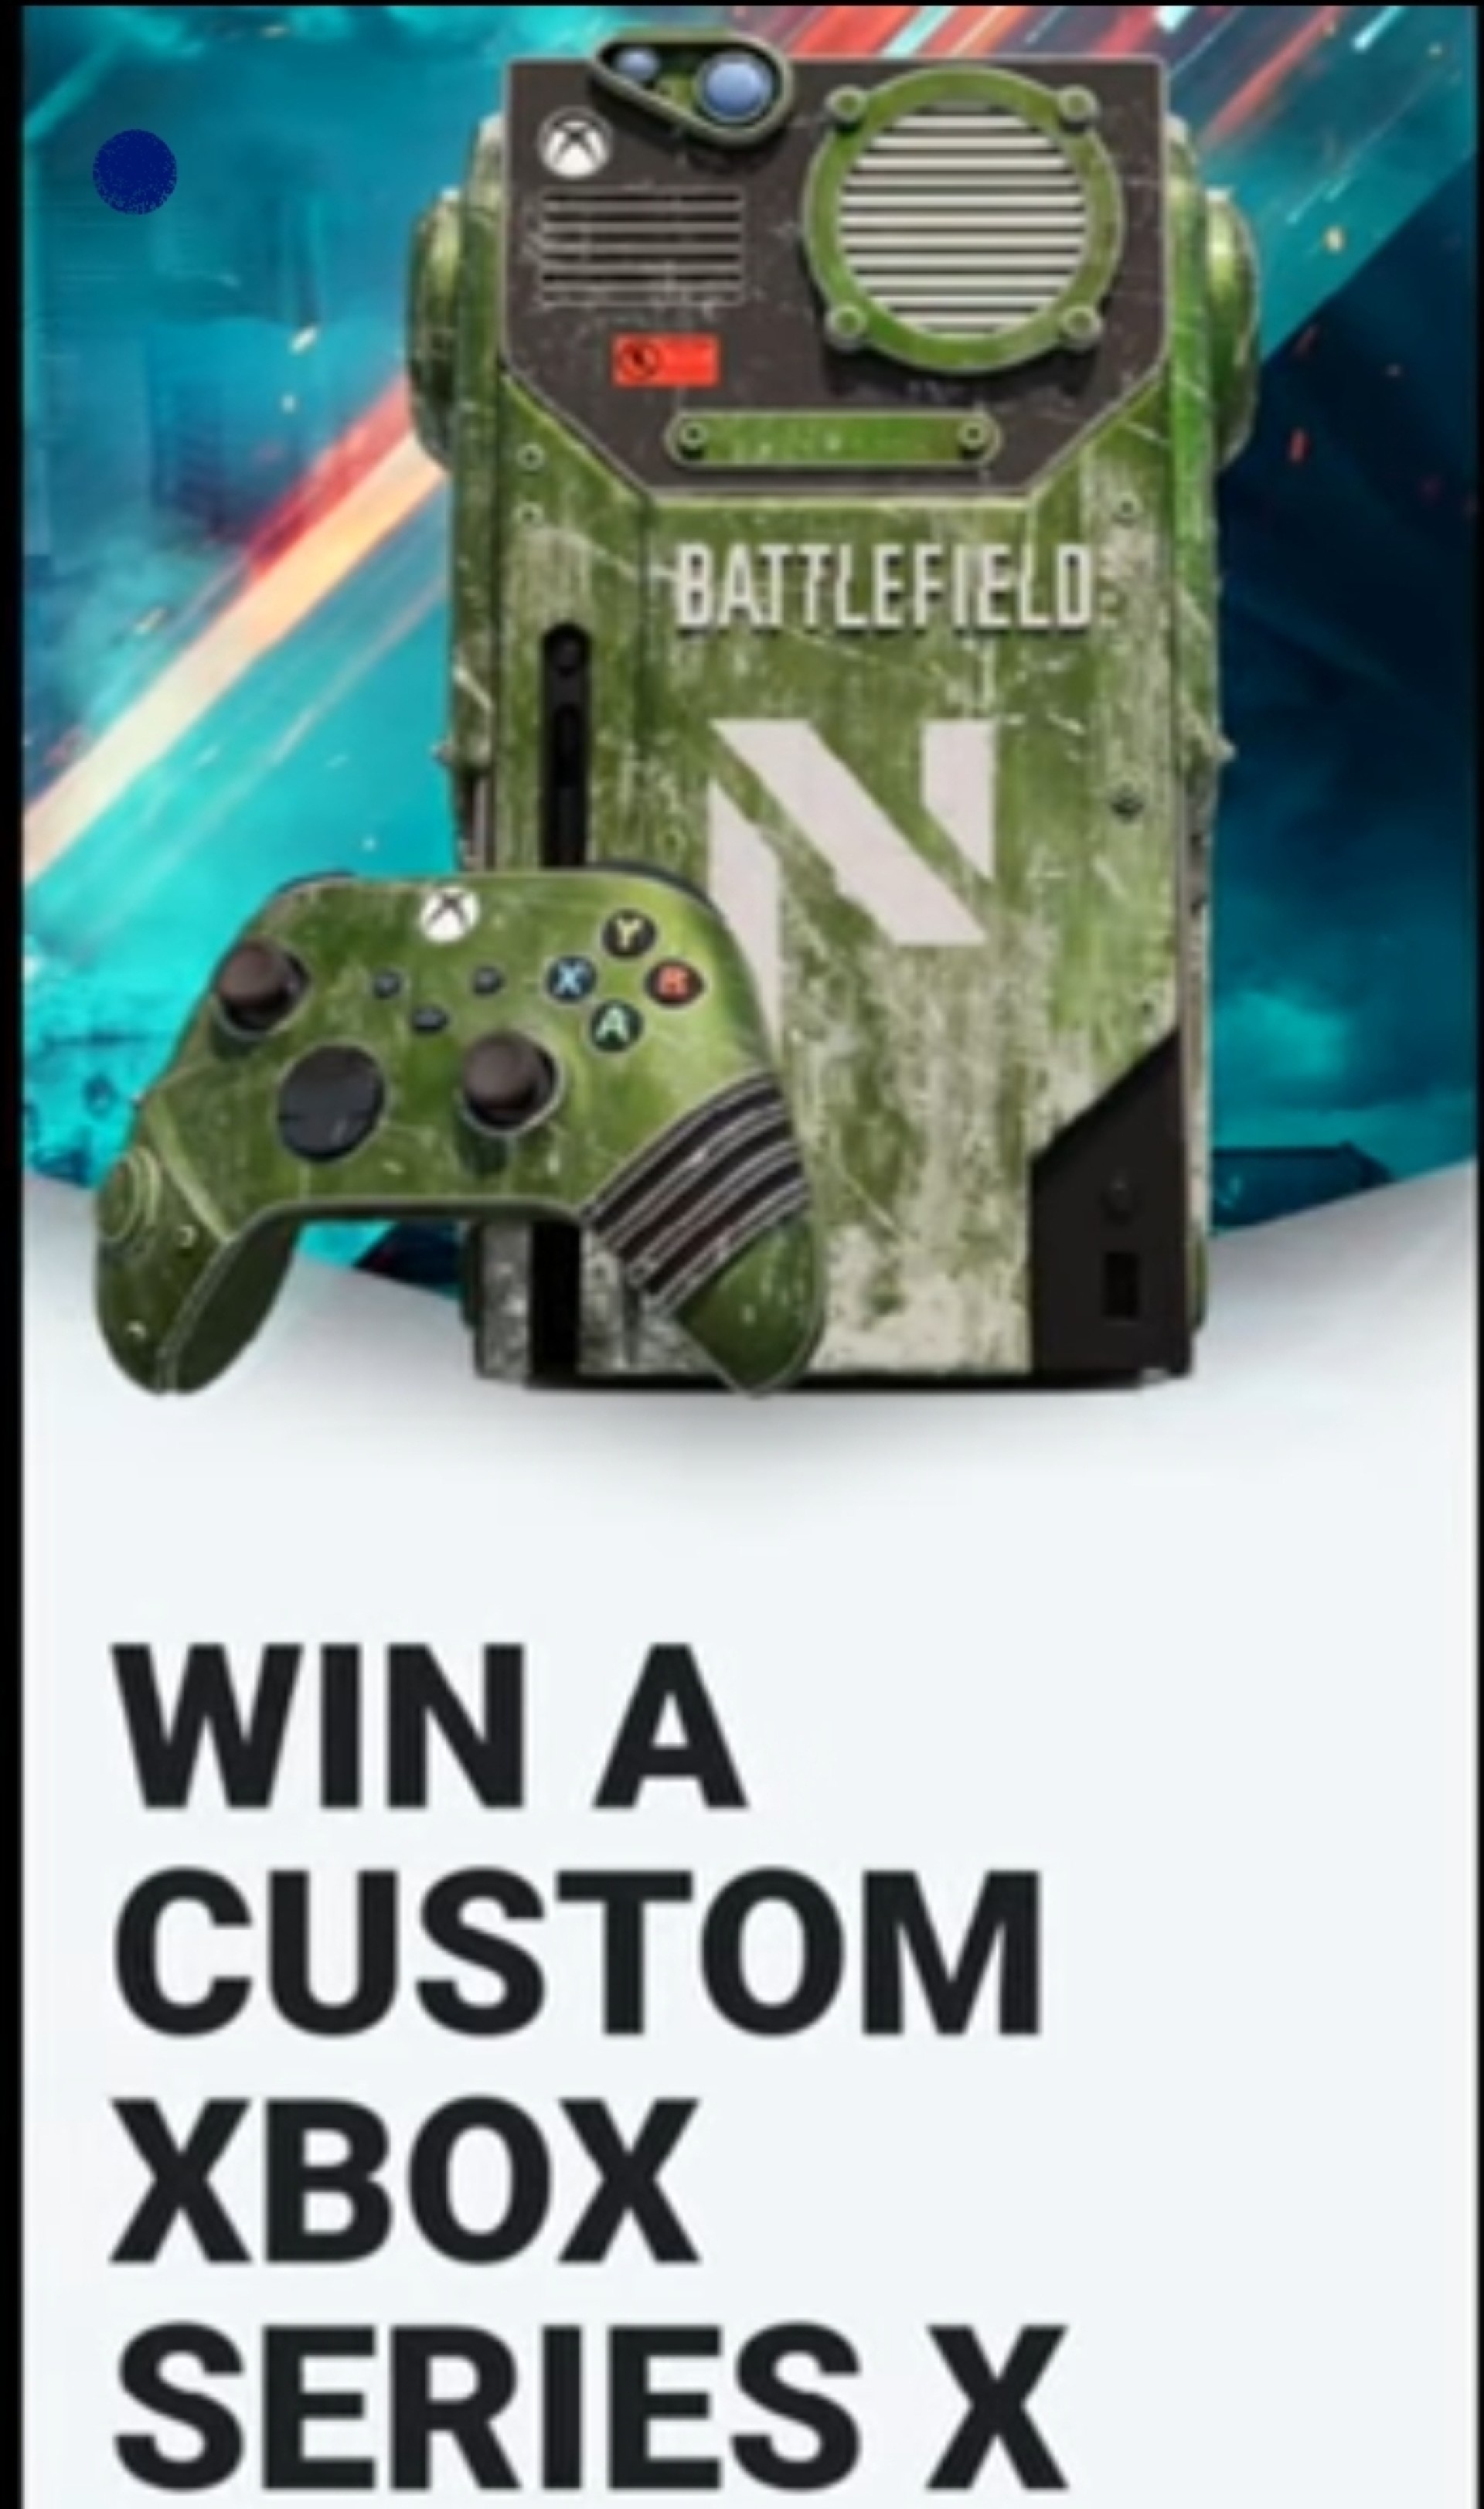 BATTLEFIELD
Y
X B
A
WIN A
CUSTOM
XBOX
SERIES X